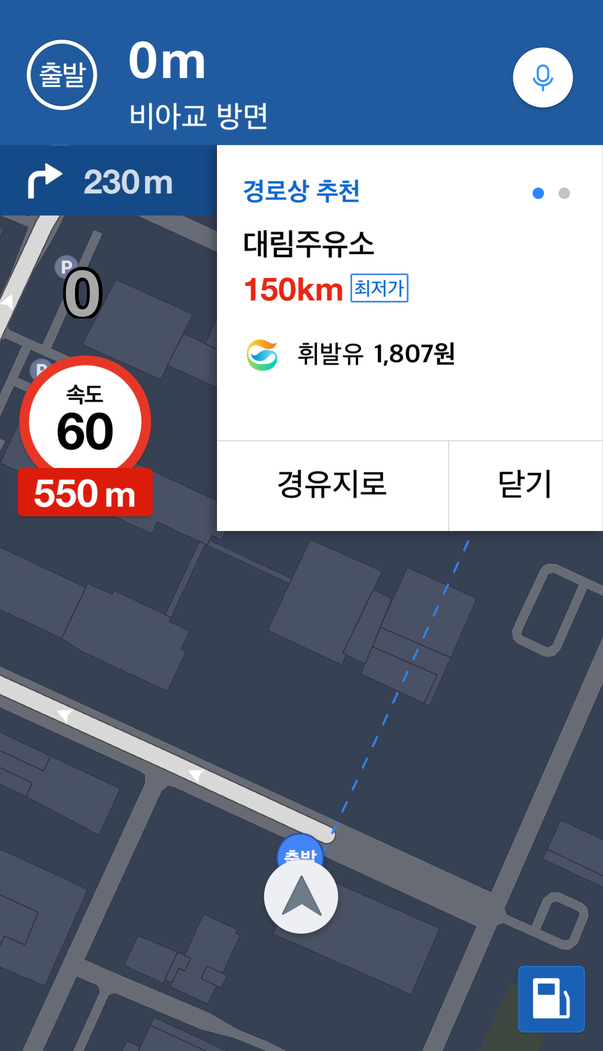 출발
0m
비아교 방면
230 m
경로상 추천
대림주유소
150km 최저가
휘발유 1,807원
경유지로
닫기
P
0
P
속도
60
550 m
출발